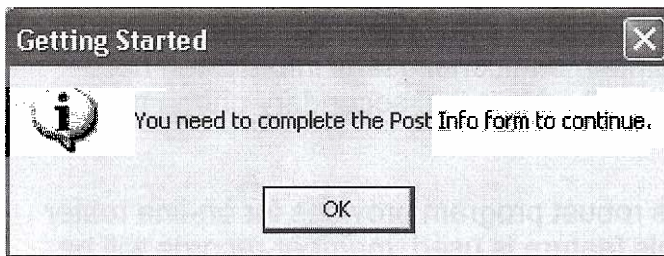 Getting Started
You need to complete the Post Info form to continue.
OK